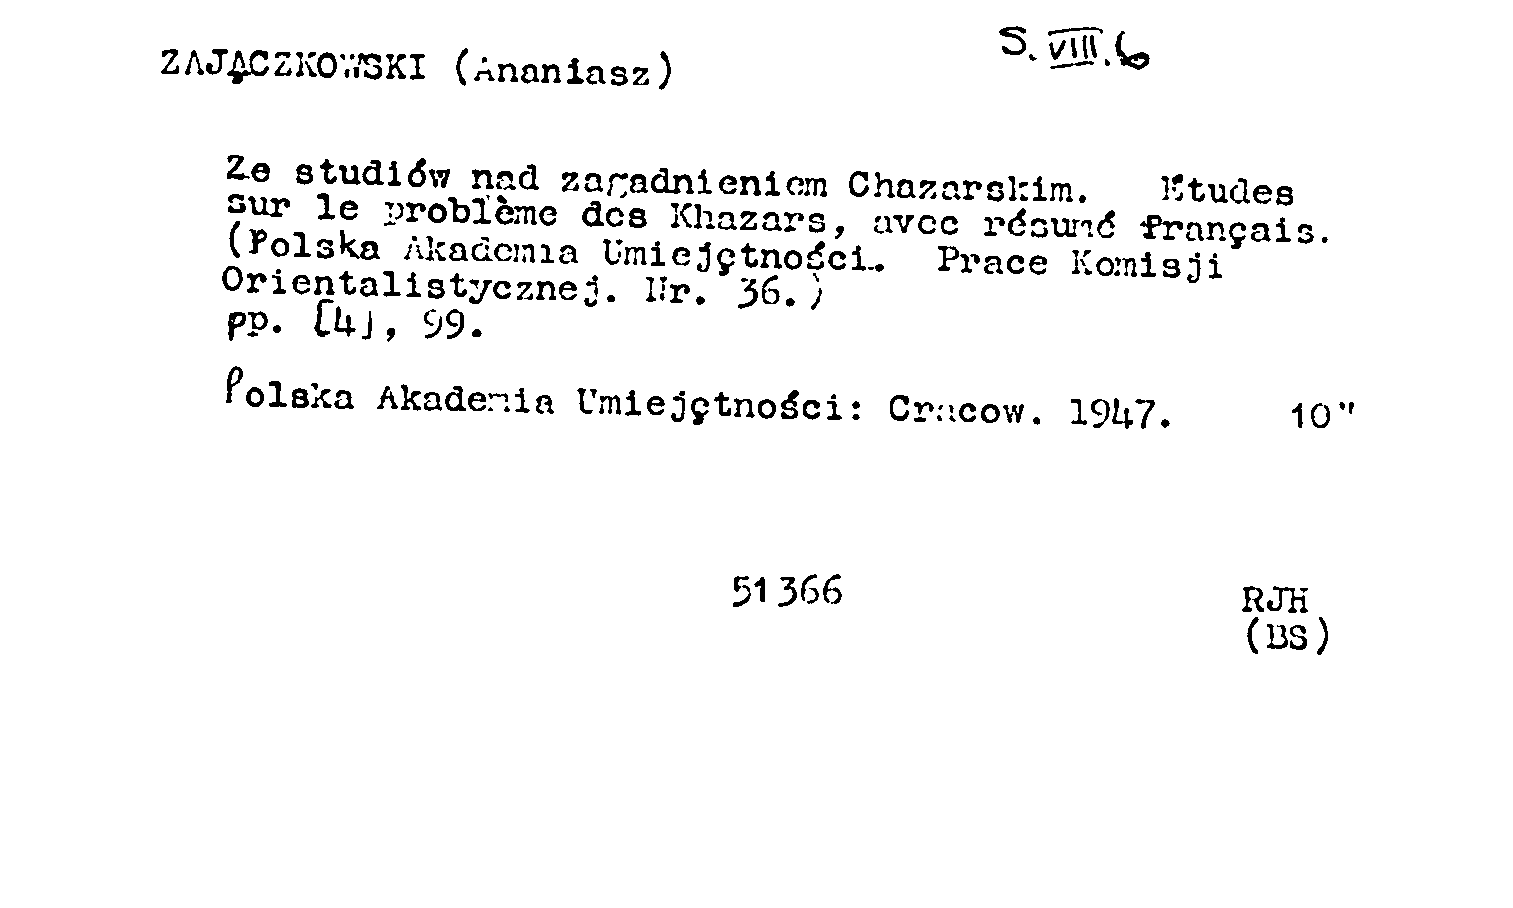 ZAJĄCZKOWSKI (Ananiasz)
S. VIII. 6
Ze studiów nad zagadnieniem Chazarskim. Etudes
sur le problème des Khazars, avec résumé français.
(Polska Akademia Umiejętności. Prace Komisji
Orientalistycznej. Nr. 36.)
pp. [4], 99.
Polska Akademia Umiejętności: Cracow. 1947. 10"
51366
RJH
(BS)